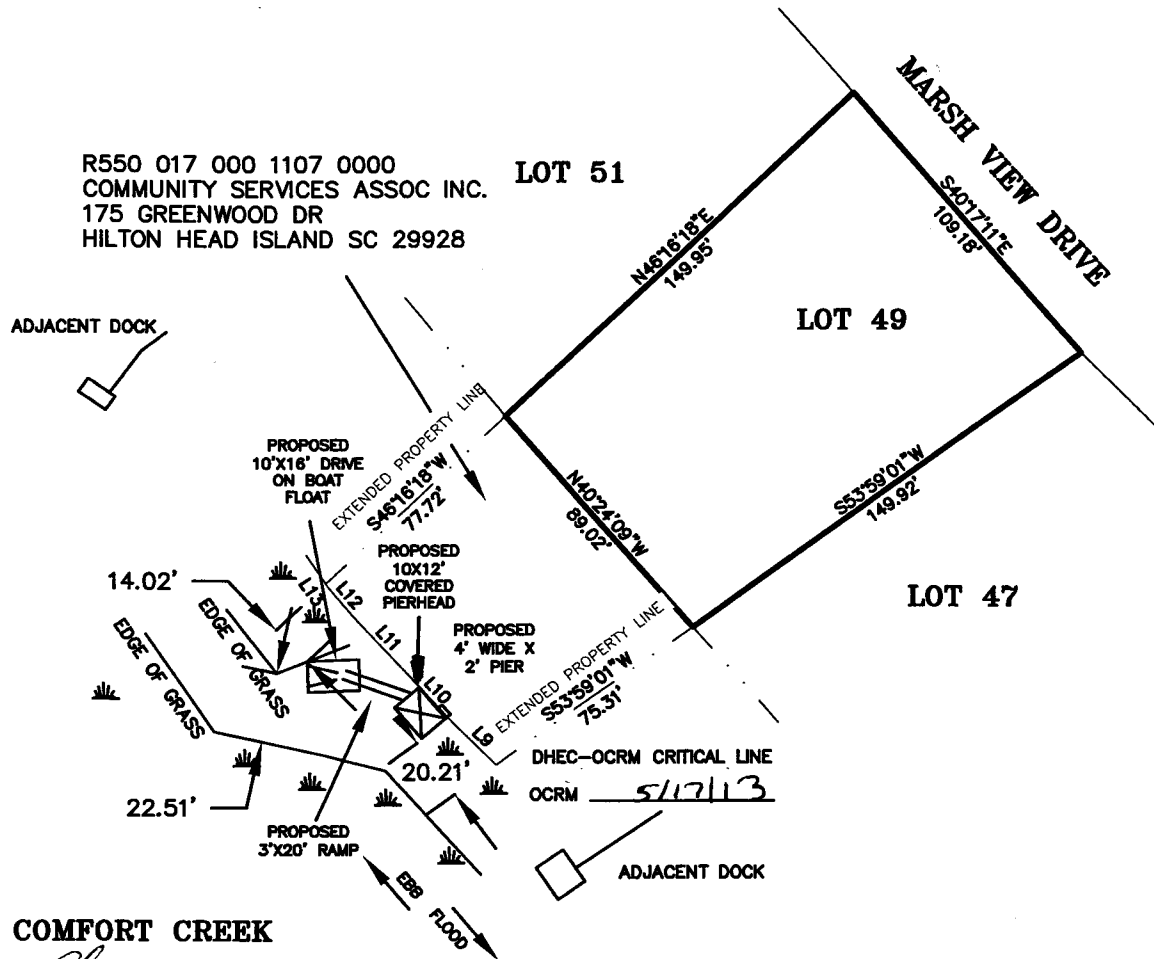 MARSH VIEW DRIVE
R550 017 000 1107 0000
COMMUNITY SERVICES ASSOC INC.
175 GREENWOOD DR
HILTON HEAD ISLAND SC 29928
LOT 51
N46°16'18"E
149.95'
S40°17'11"E
109.18'
LOT 49
ADJACENT DOCK
EXTENDED PROPERTY LINE
S46°16'18"W
77.72'
N40°24'09"W
89.02'
S53°59'01"W
149.92'
LOT 47
PROPOSED
10'X16' DRIVE
ON BOAT
FLOAT
PROPOSED
10X12'
COVERED
PIERHEAD
PROPOSED
4' WIDE X
2' PIER
14.02'
L13
L12
L11
L10
L9
EXTENDED PROPERTY LINE
S53°59'01"W
75.31'
EDGE OF GRASS
EDGE OF GRASS
20.21'
22.51'
DHEC-OCRM CRITICAL LINE
OCRM 5/17/13
PROPOSED
3'X20' RAMP
ADJACENT DOCK
EBB
FLOOD
COMFORT CREEK